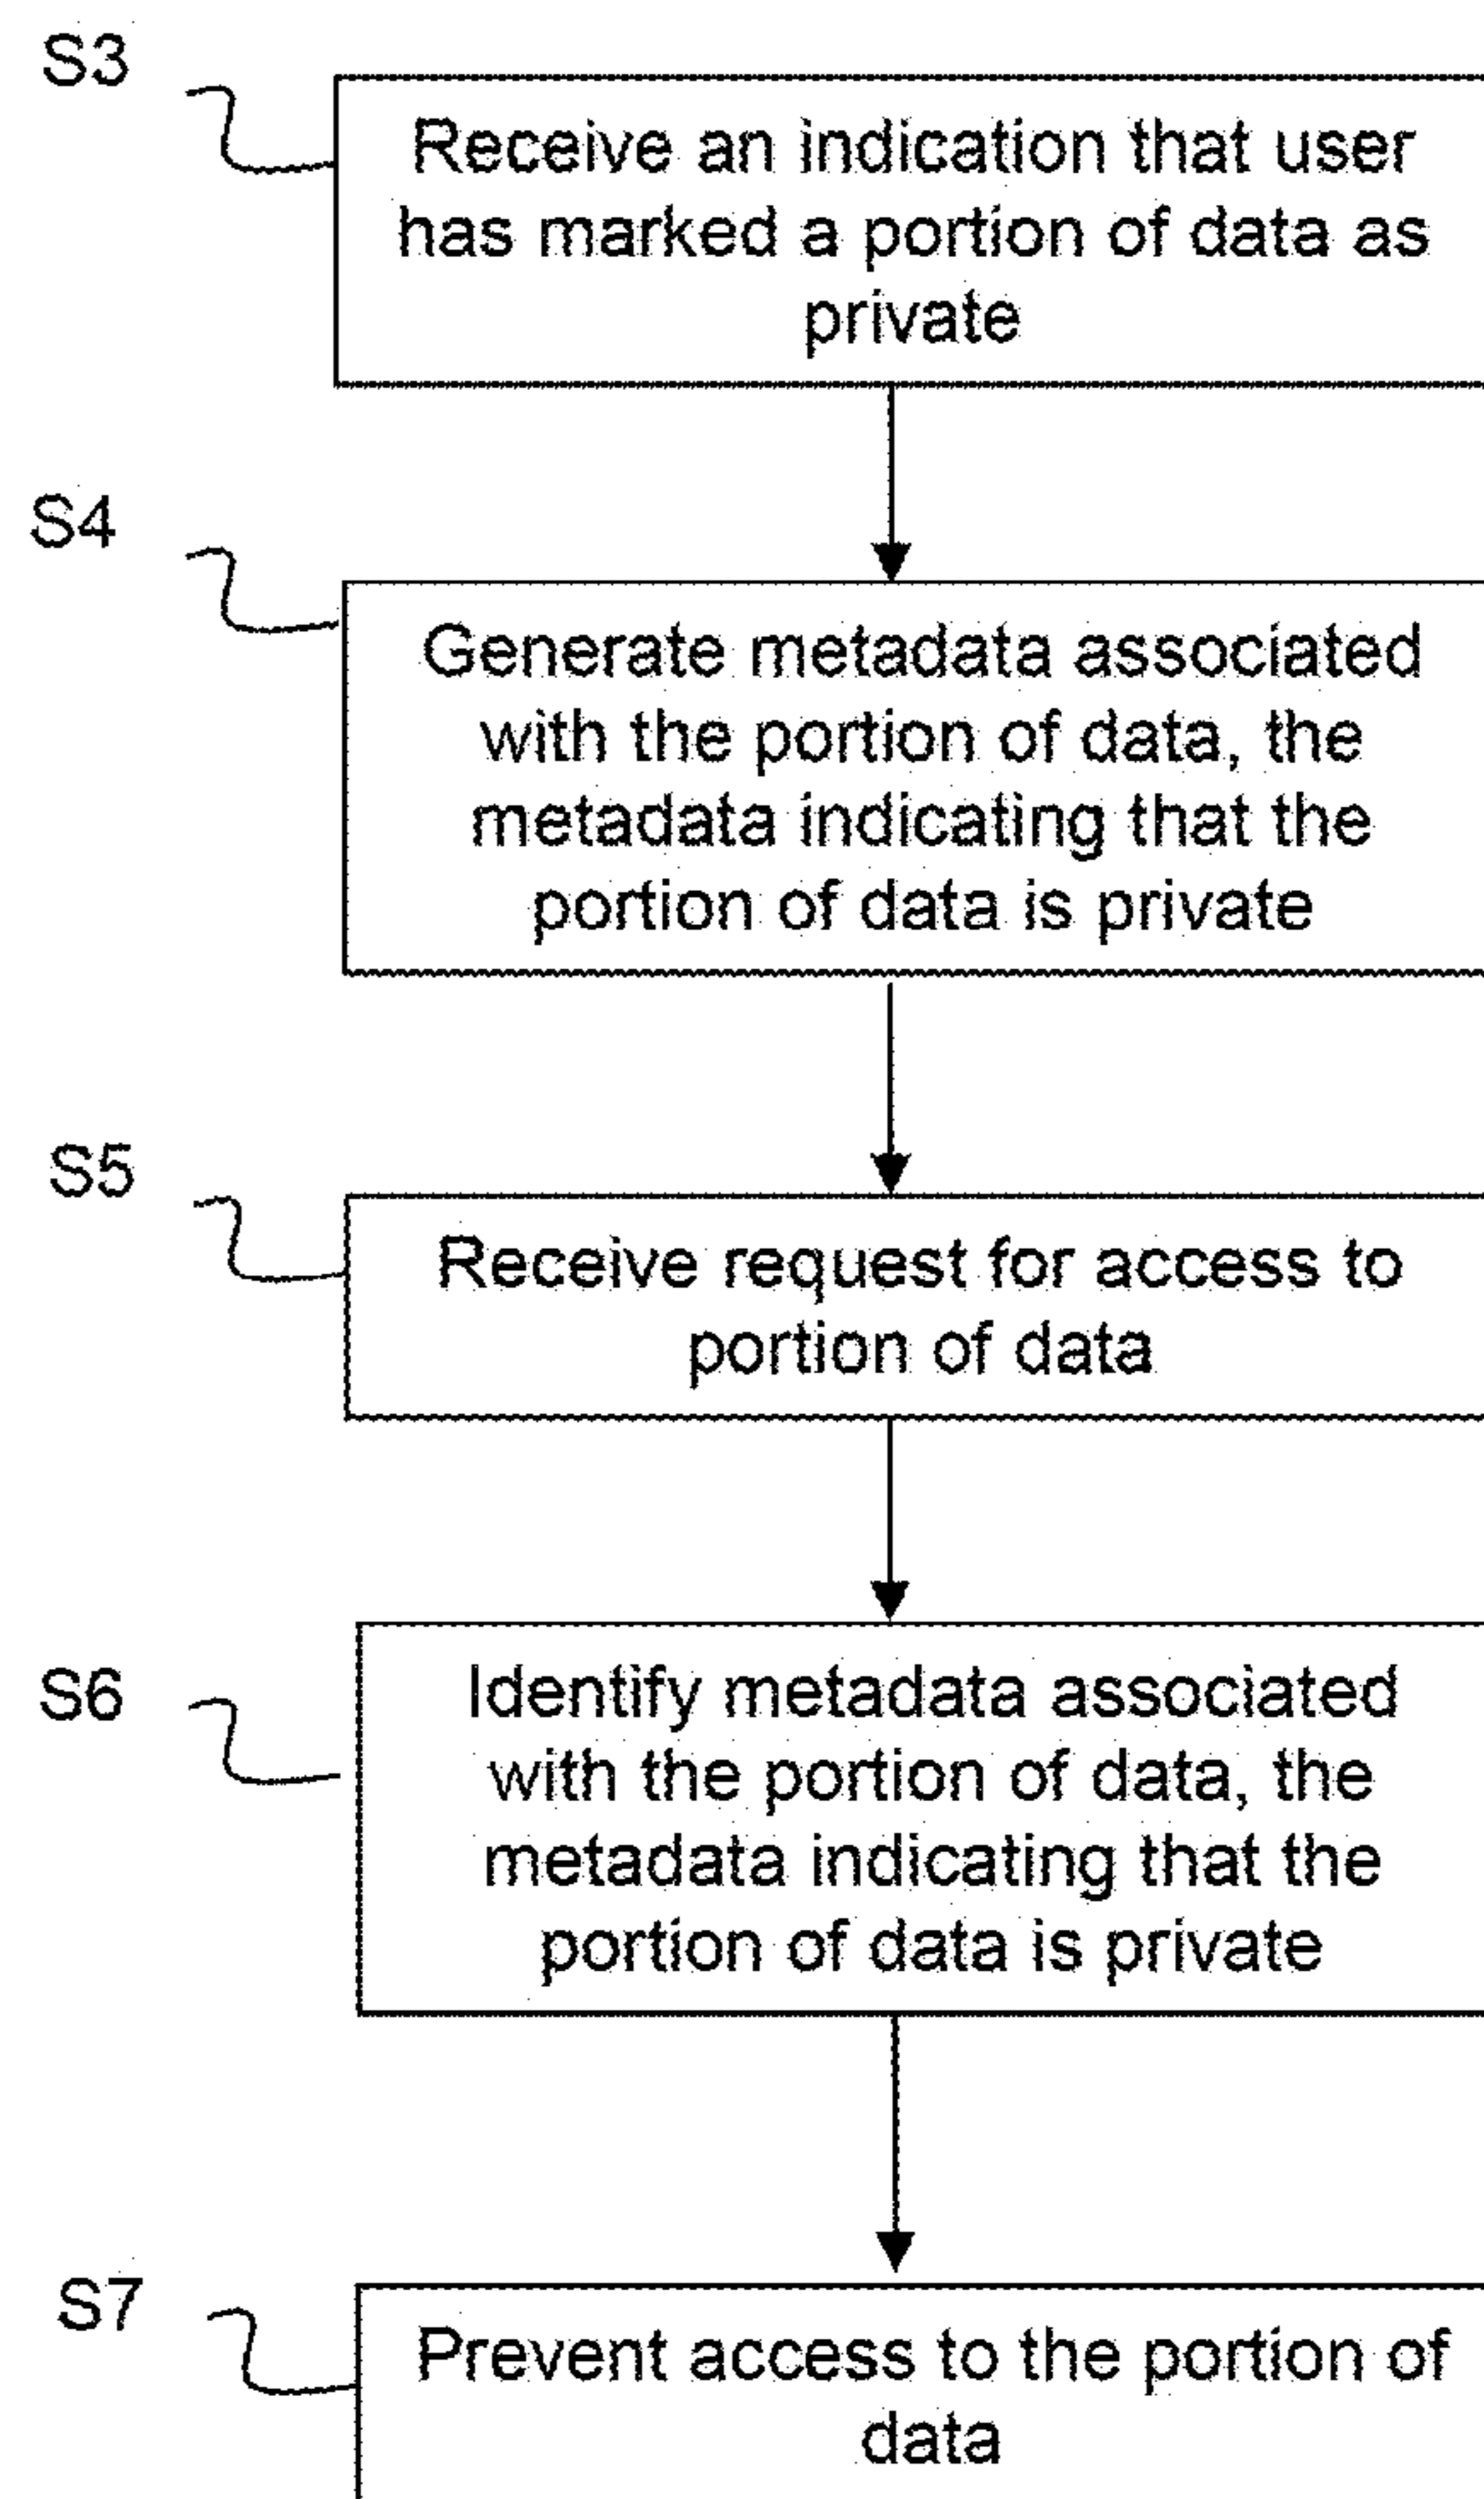 S3
Receive an indication that user
has marked a portion of data as
private
S4
Generate metadata associated
with the portion of data, the
metadata indicating that the
portion of data is private
S5
Receive request for access to
portion of data
S6
Identify metadata associated
with the portion of data, the
metadata indicating that the
portion of data is private
S7
Prevent access to the portion of
data